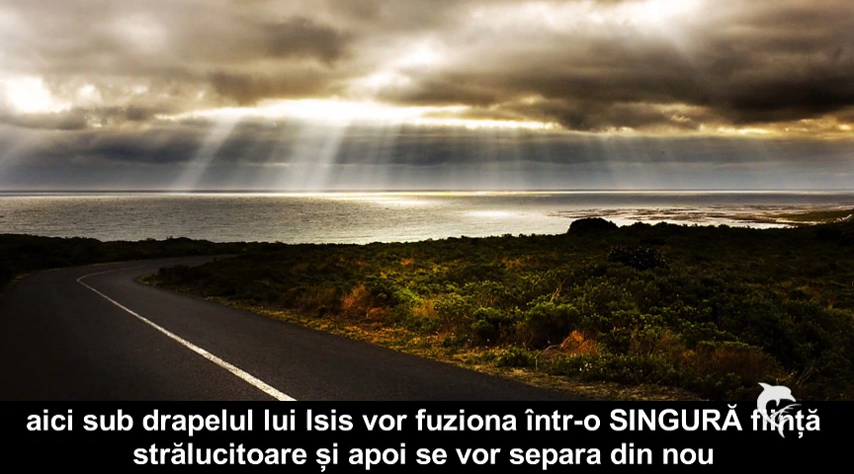 aici sub drapelul lui Isis vor fuziona într-o SINGURĂ ființă
strălucitoare și apoi se vor separa din nou